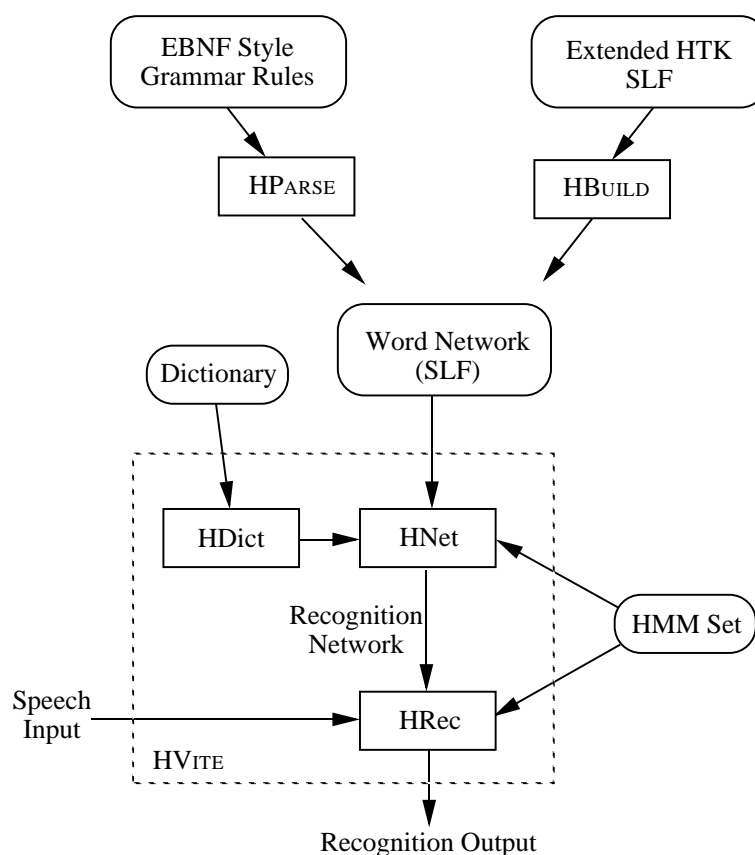 EBNF Style
Grammar Rules
Extended HTK
SLF
HPARSE
HBUILD
Word Network
(SLF)
Dictionary
HDict
HNet
Recognition
Network
HMM Set
Speech
Input
HRec
HVITE
Recognition Output